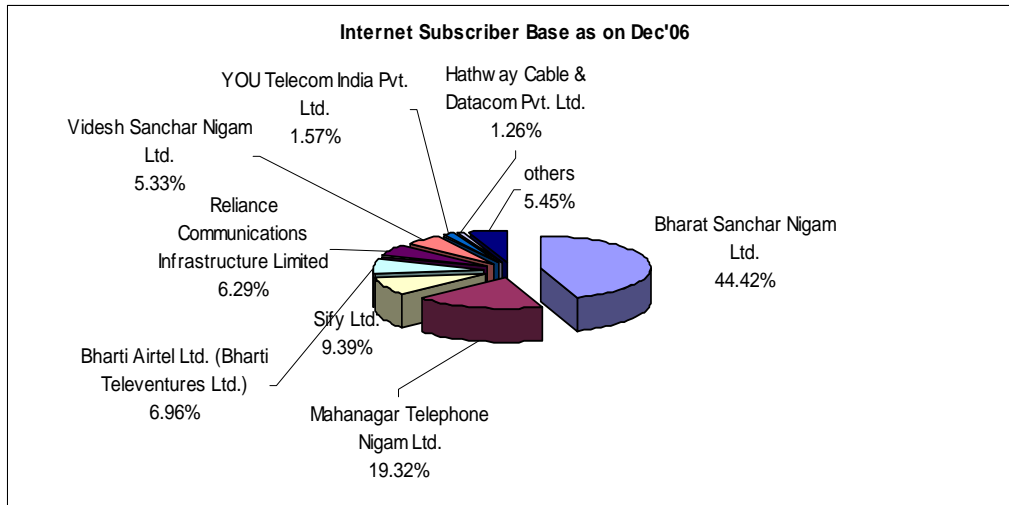 Internet Subscriber Base as on Dec'06
YOU Telecom India Pvt.
Ltd.
1.57%
Hathway Cable &
Datacom Pvt. Ltd.
1.26%
Videsh Sanchar Nigam
Ltd.
5.33%
others
5.45%
Reliance
Communications
Infrastructure Limited
6.29%
Bharat Sanchar Nigam
Ltd.
44.42%
Sify Ltd.
9.39%
Bharti Airtel Ltd. (Bharti
Televentures Ltd.)
6.96%
Mahanagar Telephone
Nigam Ltd.
19.32%